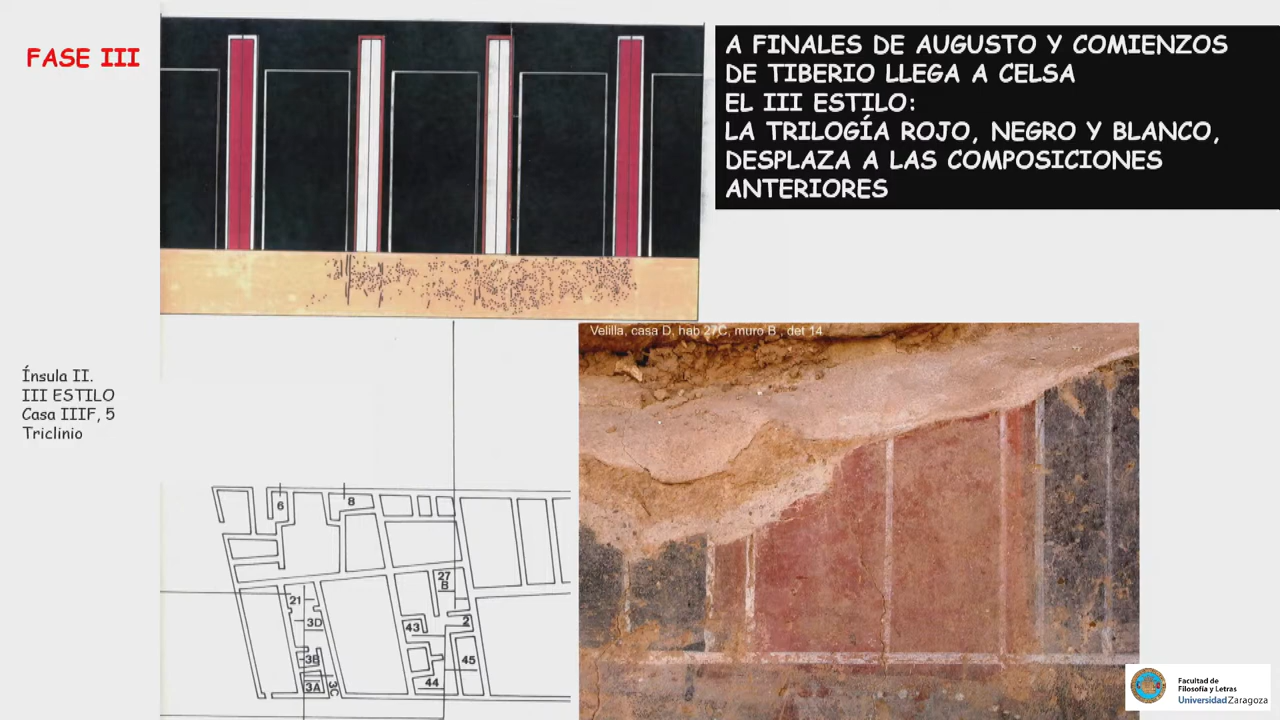 FASE III
A FINALES DE AUGUSTO Y COMIENZOS
DE TIBERIO LLEGA A CELSA
EL III ESTILO:
LA TRILOGÍA ROJO, NEGRO Y BLANCO,
DESPLAZA A LAS COMPOSICIONES
ANTERIORES
Velilla, casa D, hab 27C, muro B , det 14
Ínsula II.
III ESTILO
Casa IIIF, 5
Triclinio
6
8
27
B
21
3D
43
2
3B
45
3A
3C
44
Facultad de
Filosofía y Letras
Universidad Zaragoza